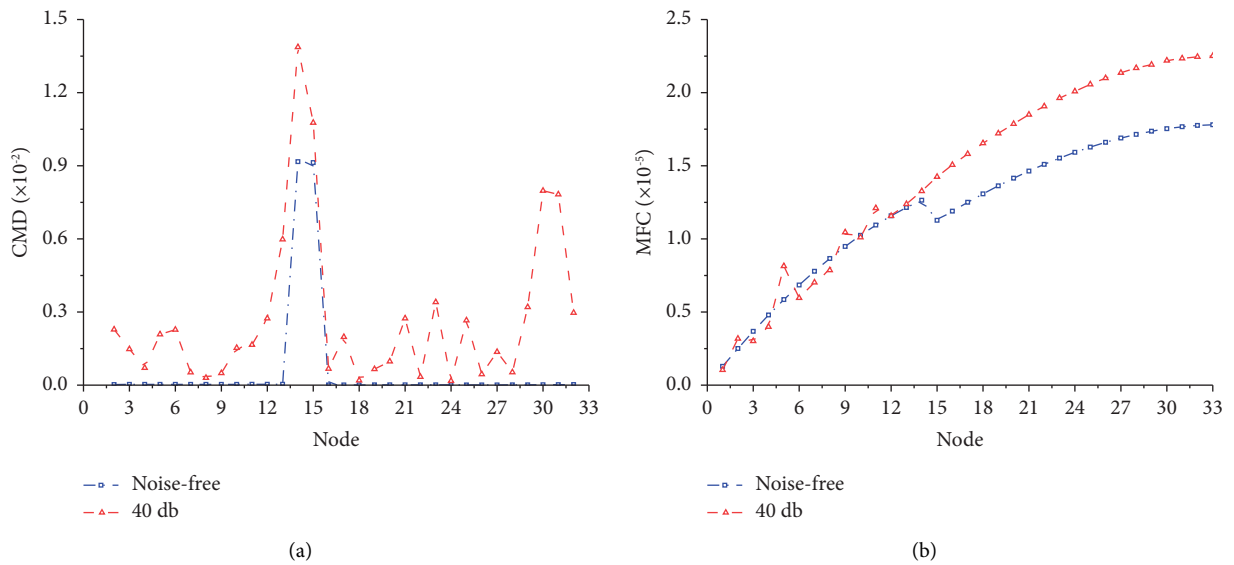 1.5
1.2
0.9
0.6
0.3
0.0
CMD (×10⁻²)
0 3 6 9 12 15 18 21 24 27 30 33
Node
Noise-free
40 db
(a)
2.5
2.0
1.5
1.0
0.5
0.0
MFC (×10⁻⁵)
0 3 6 9 12 15 18 21 24 27 30 33
Node
Noise-free
40 db
(b)